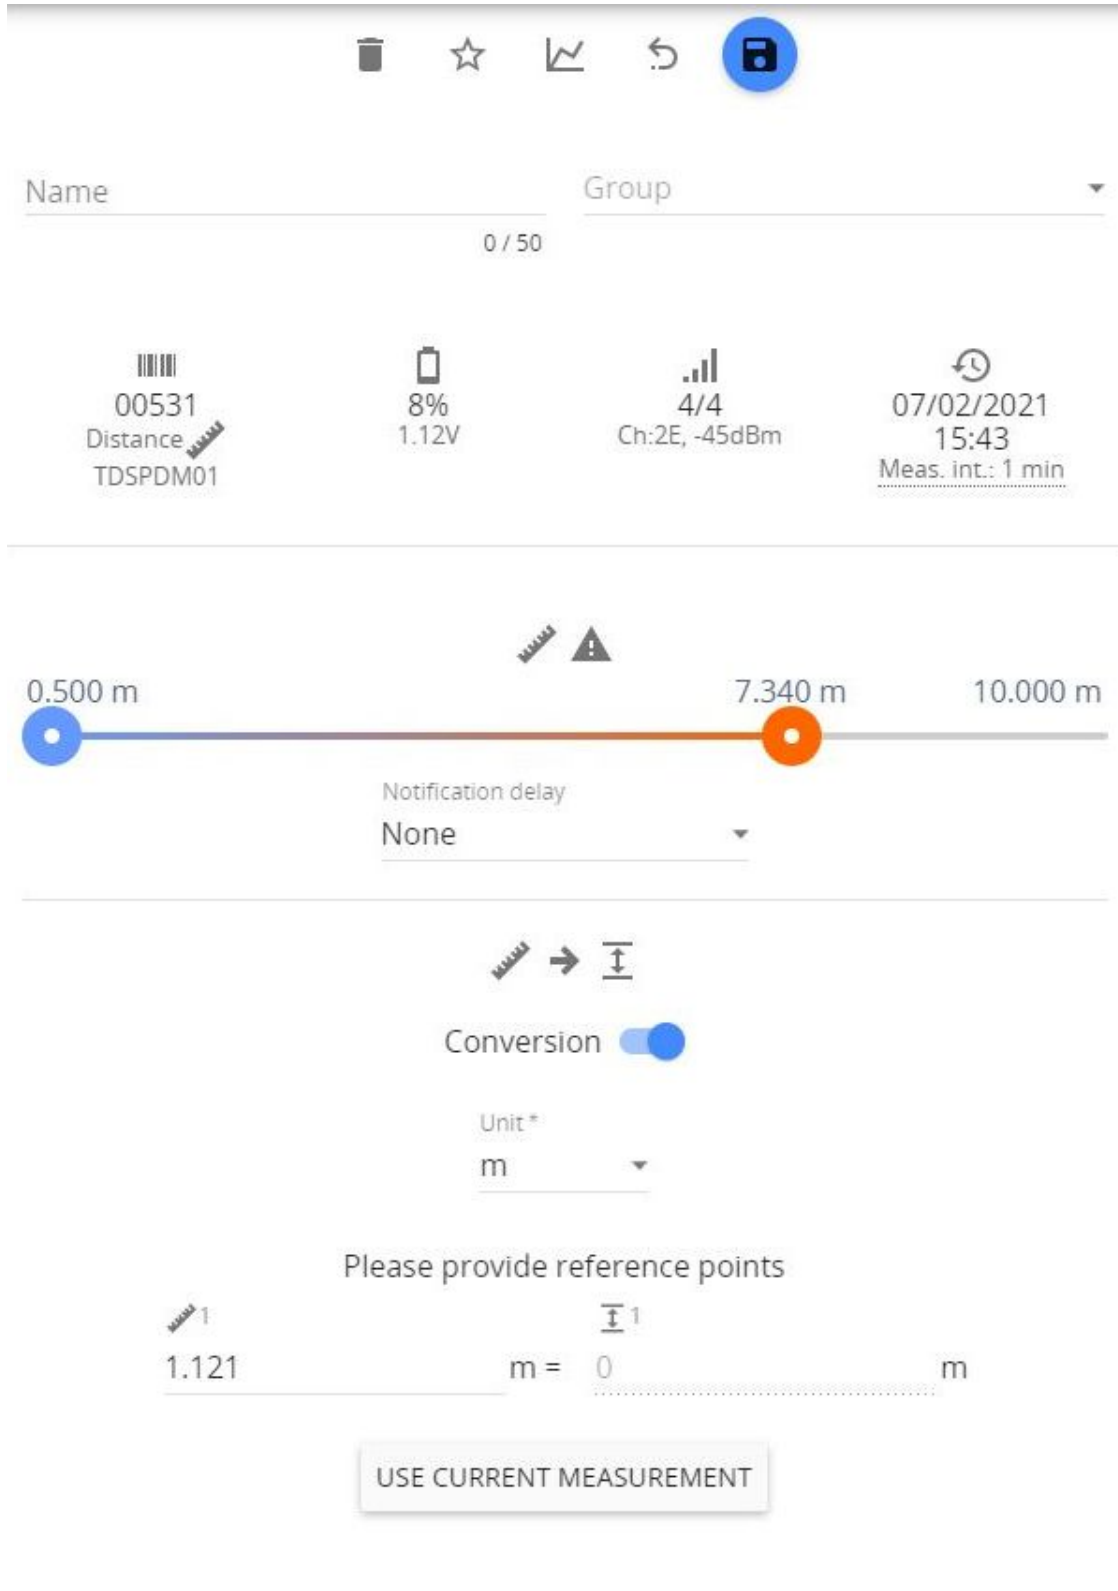 Name
Group
0 / 50
00531
8%
4/4
07/02/2021
Distance
1.12V
Ch:2E, -45dBm
15:43
TDSPDM01
Meas. int.: 1 min
0.500 m
7.340 m
10.000 m
Notification delay
None
Conversion
Unit *
m
Please provide reference points
1
1
1.121 m = 0 m
USE CURRENT MEASUREMENT